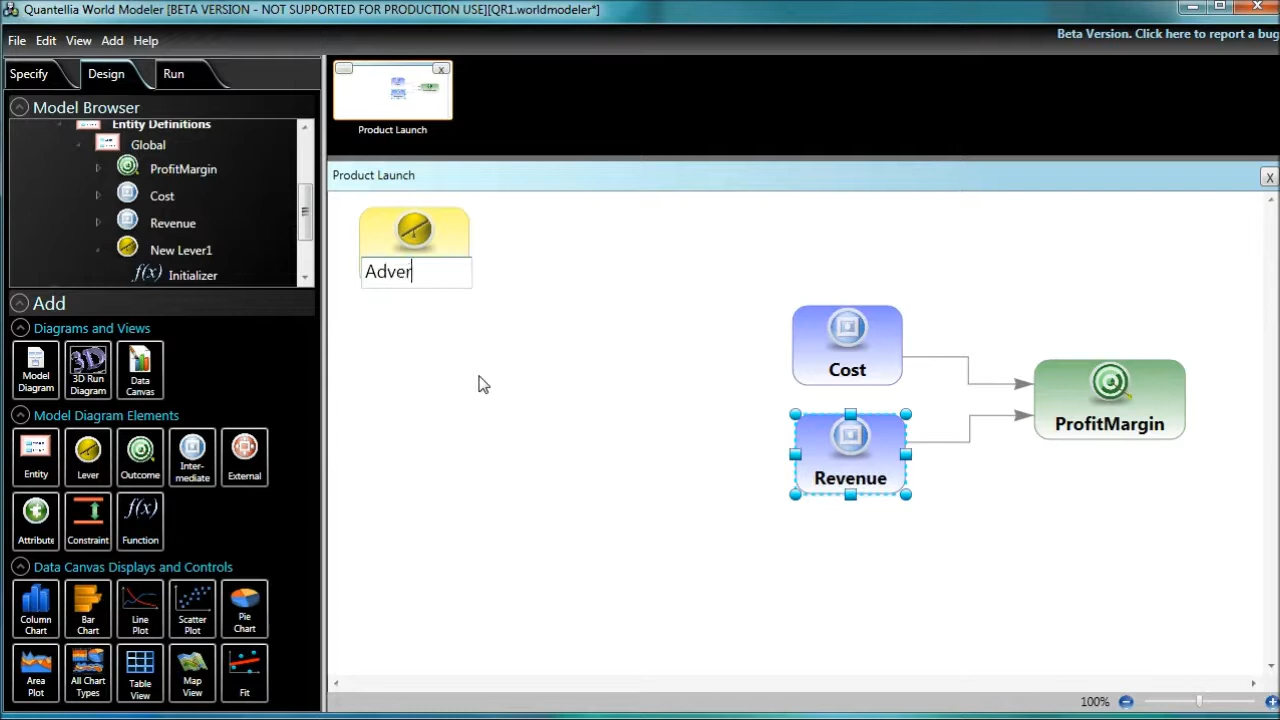 Quantellia World Modeler [BETA VERSION - NOT SUPPORTED FOR PRODUCTION USE][QR1.worldmodeler*]
File Edit View Add Help
Beta Version. Click here to report a bug
Specify Design Run
Model Browser
Entity Definitions
Global
ProfitMargin
Cost
Revenue
New Lever1
f(x) Initializer
Add
Diagrams and Views
Model Diagram
3D 3D Run Diagram
Data Canvas
Model Diagram Elements
Entity
Lever
Outcome
Inter-mediate
External
Attribute
Constraint
f(x) Function
Data Canvas Displays and Controls
Column Chart
Bar Chart
Line Plot
Scatter Plot
Pie Chart
Area Plot
All Chart Types
Table View
Map View
Fit
x
Product Launch
Product Launch
X
Adver
Cost
Revenue
ProfitMargin
100%